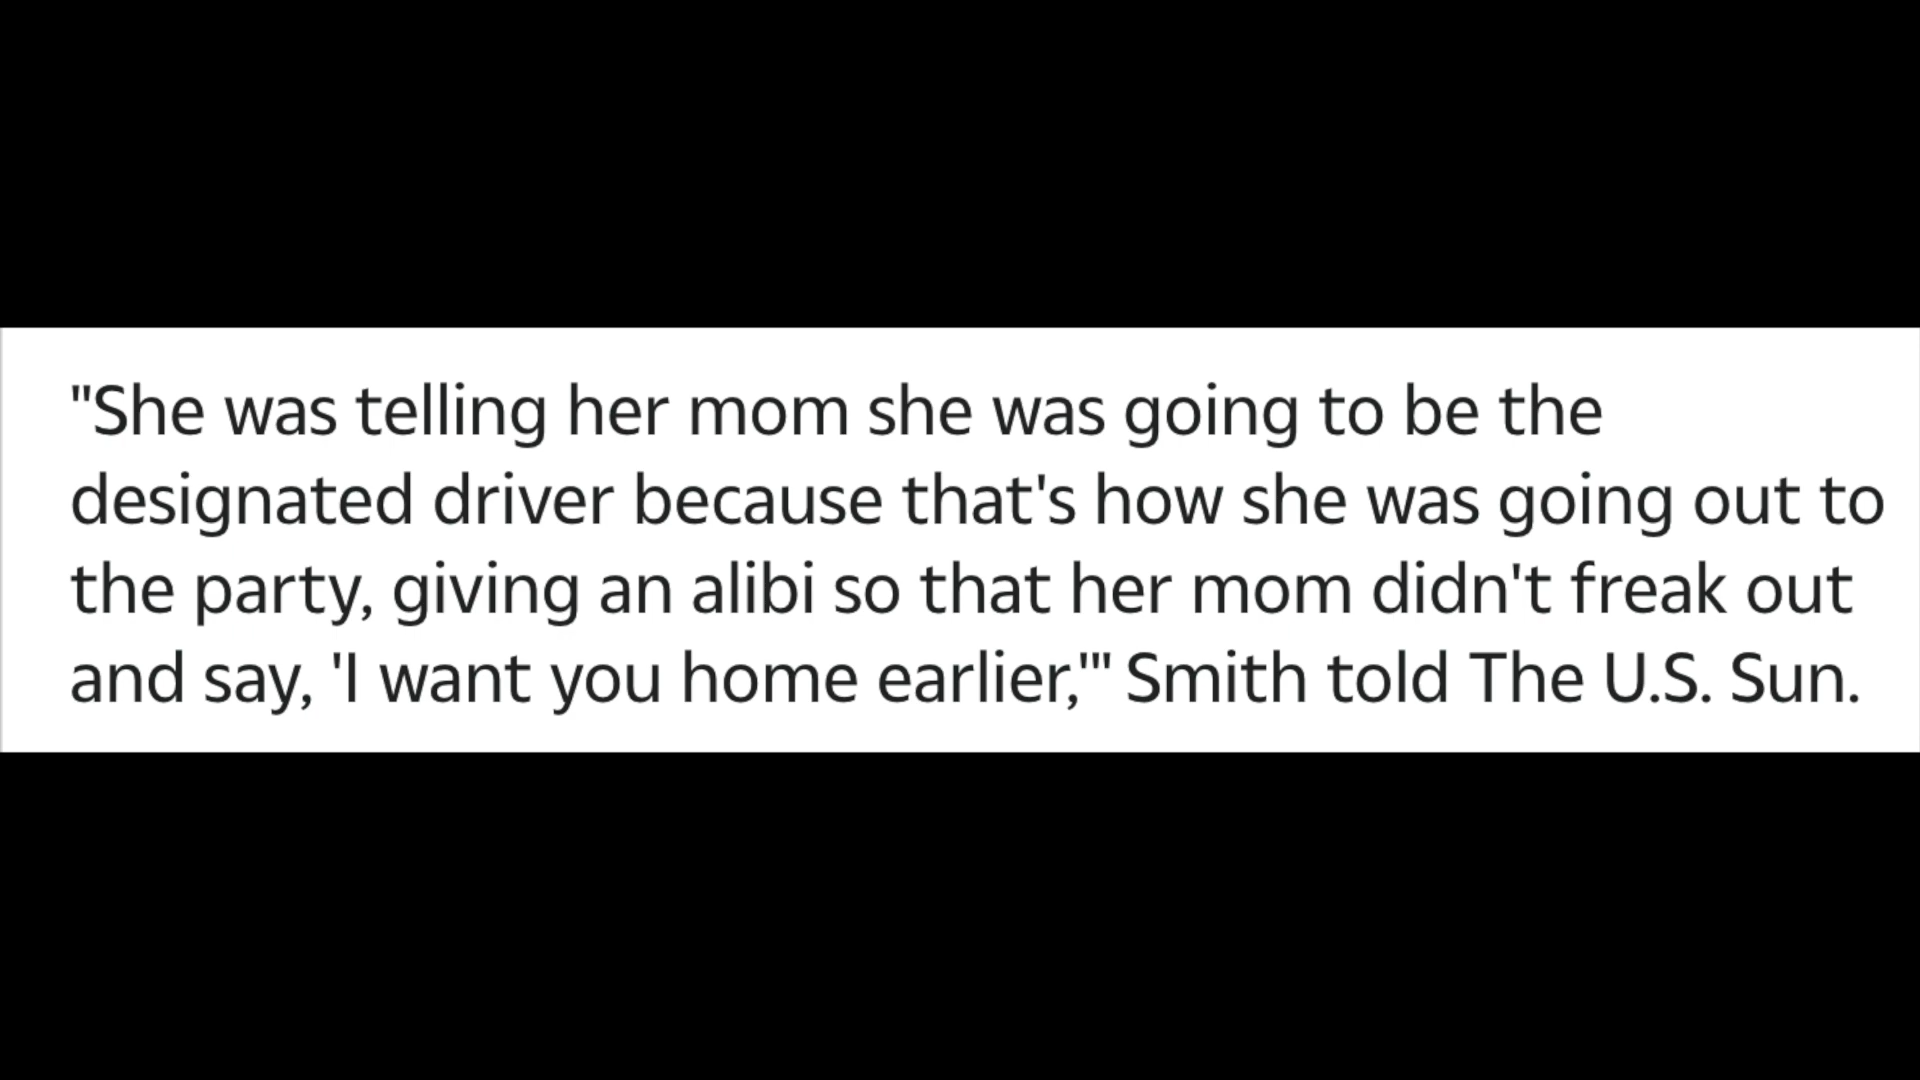 "She was telling her mom she was going to be the
designated driver because that's how she was going out to
the party, giving an alibi so that her mom didn't freak out
and say, 'I want you home earlier,'" Smith told The U.S. Sun.